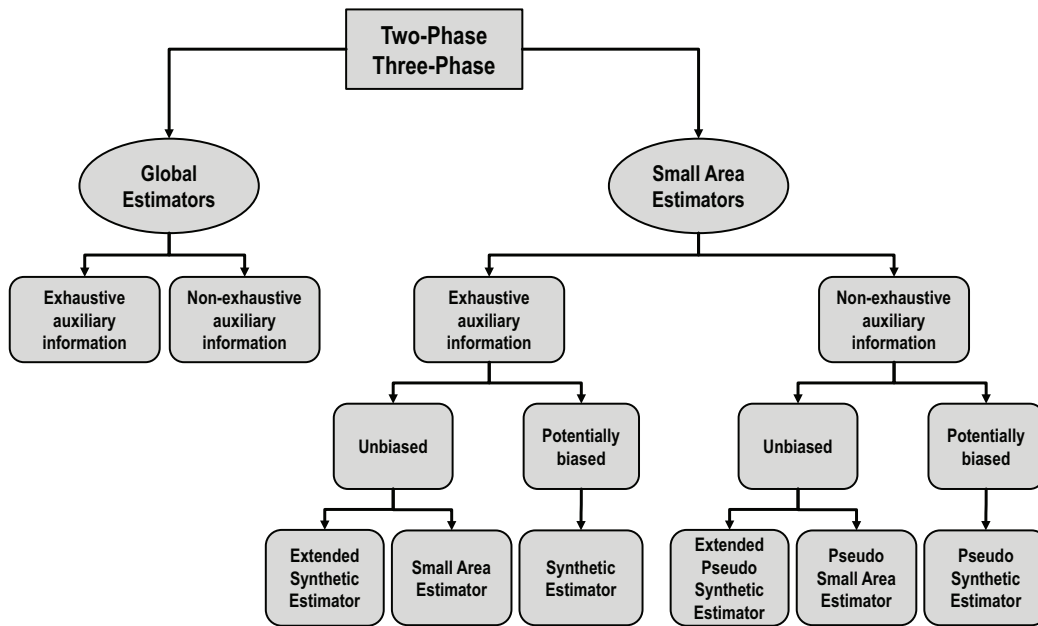 Two-Phase
Three-Phase
Global
Estimators
Small Area
Estimators
Exhaustive
auxiliary
information
Non-exhaustive
auxiliary
information
Exhaustive
auxiliary
information
Non-exhaustive
auxiliary
information
Unbiased
Potentially
biased
Unbiased
Potentially
biased
Extended
Synthetic
Estimator
Small Area
Estimator
Synthetic
Estimator
Extended
Pseudo
Synthetic
Estimator
Pseudo
Small Area
Estimator
Pseudo
Synthetic
Estimator